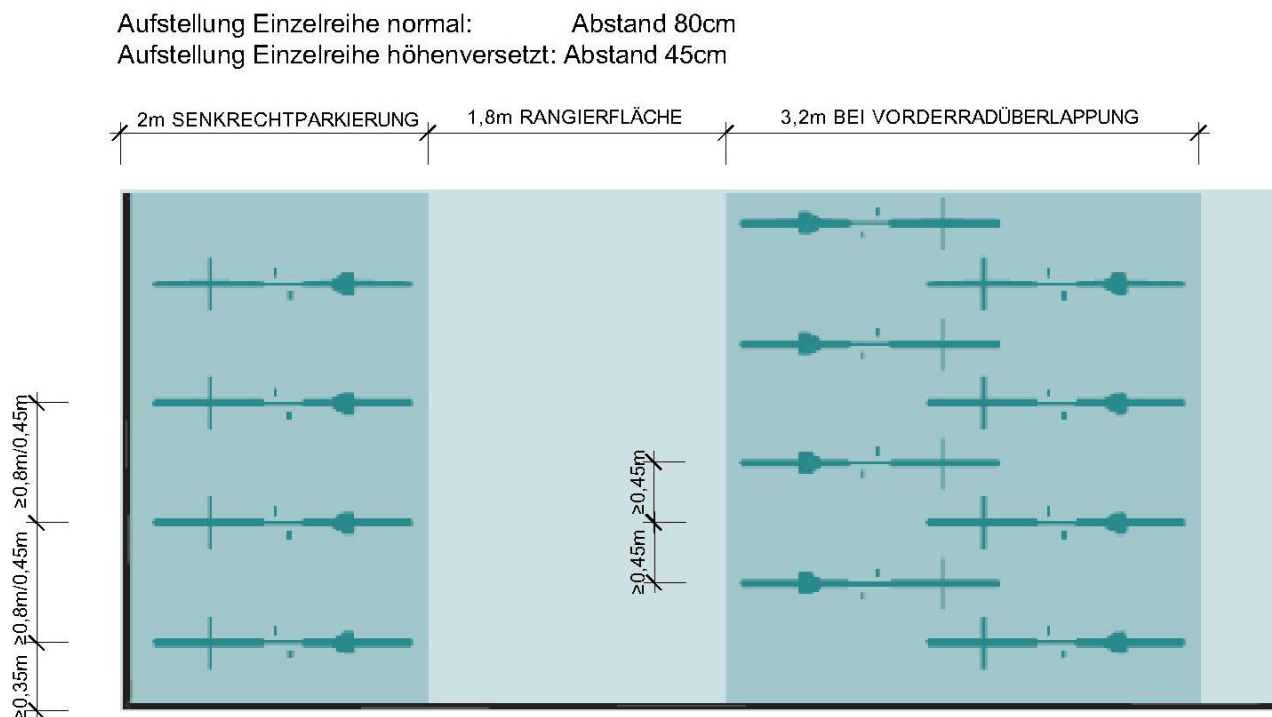 Aufstellung Einzelreihe normal: Abstand 80cm
Aufstellung Einzelreihe höhenversetzt: Abstand 45cm
2m SENKRECHTPARKIERUNG
1,8m RANGIERFLÄCHE
3,2m BEI VORDERRADÜBERLAPPUNG
≥0,8m/0,45m
≥0,8m/0,45m
≥0,35m
≥0,45m
≥0,45m